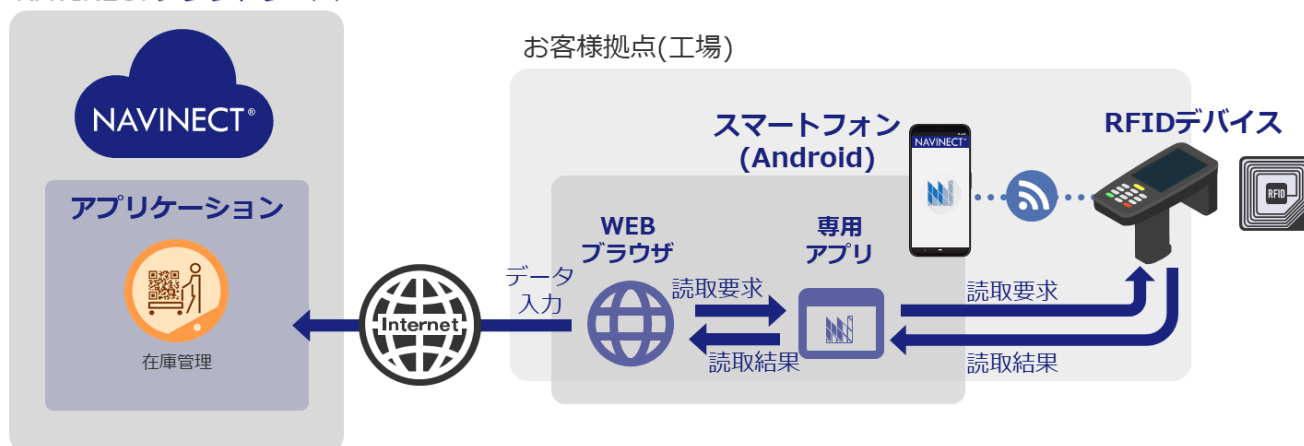 お客様拠点(工場)
NAVINECT®
アプリケーション
在庫管理
Internet
データ
入力
スマートフォン
(Android)
NAVINECT®
WEB
ブラウザ
専用
アプリ
読取要求
読取結果
RFIDデバイス
RFID
読取要求
読取結果